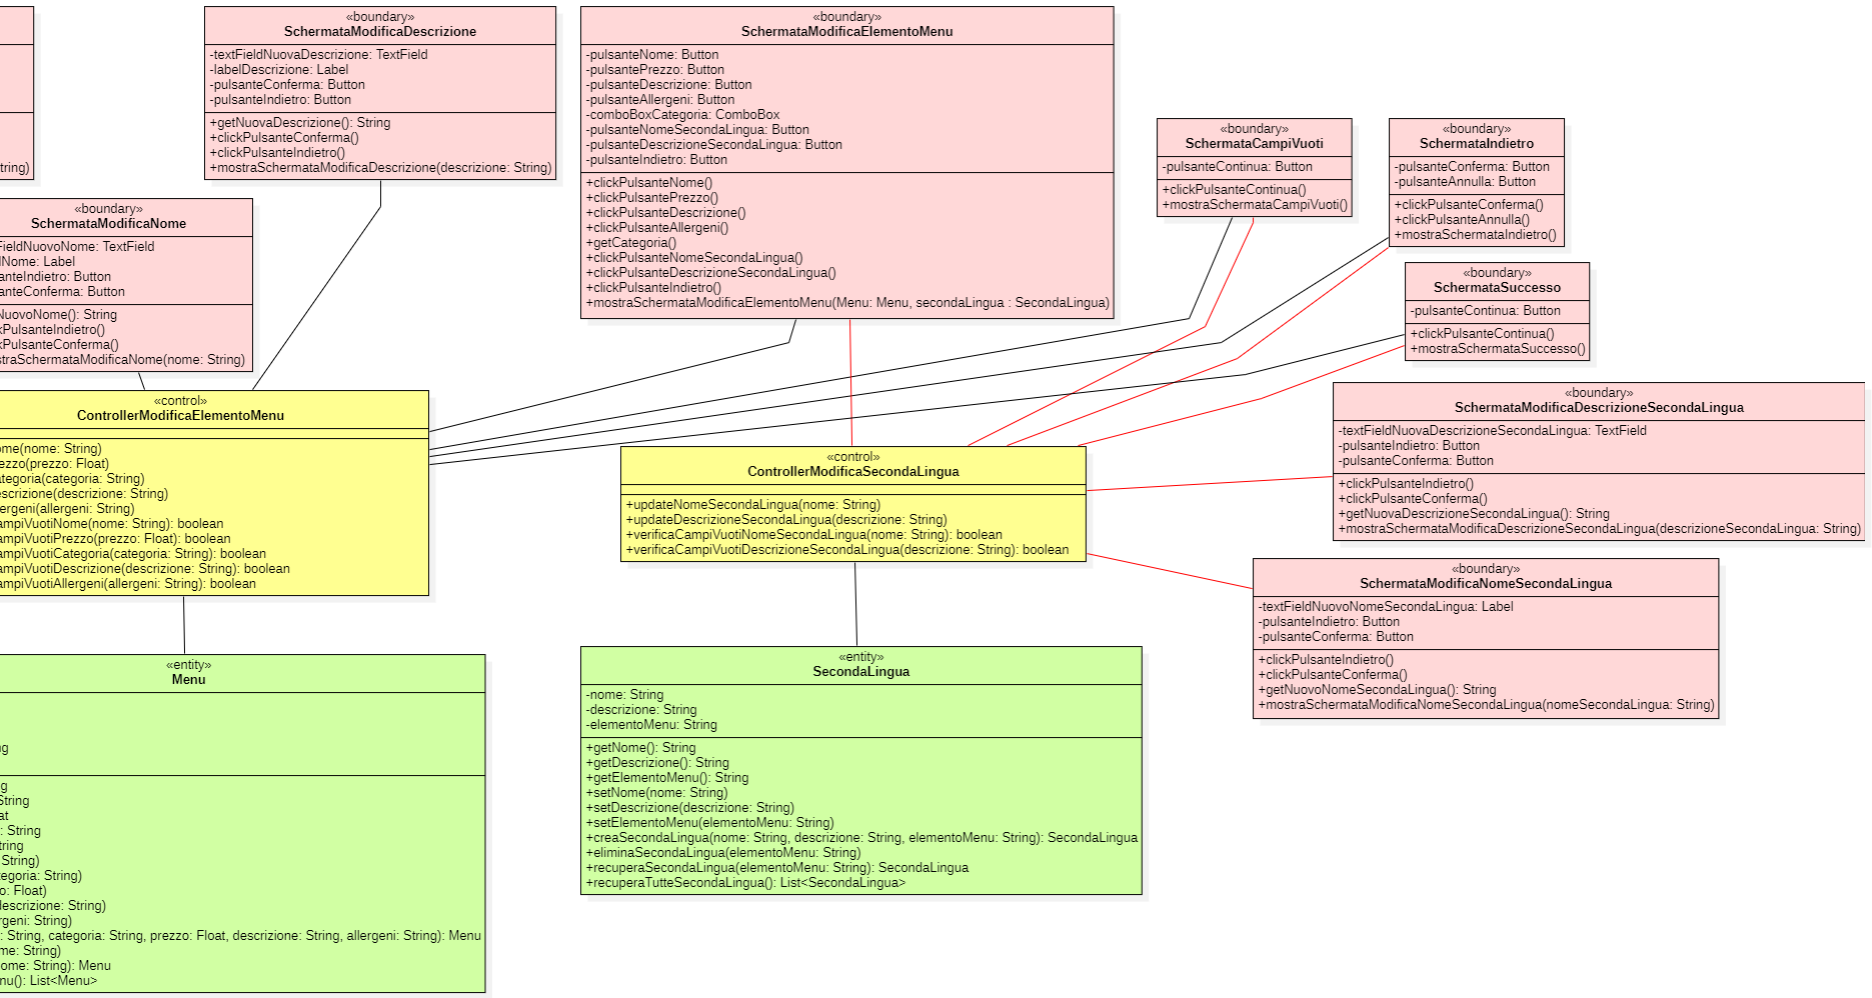 tring)
«boundary»
SchermataModificaDescrizione
-textFieldNuovaDescrizione: TextField
-labelDescrizione: Label
-pulsanteConferma: Button
-pulsanteIndietro: Button
+getNuovaDescrizione(): String
+clickPulsanteConferma()
+clickPulsanteIndietro()
+mostraSchermataModificaDescrizione(descrizione: String)
«boundary»
SchermataModificaElementoMenu
-pulsanteNome: Button
-pulsantePrezzo: Button
-pulsanteDescrizione: Button
-pulsanteAllergeni: Button
-comboBoxCategoria: ComboBox
-pulsanteNomeSecondaLingua: Button
-pulsanteDescrizioneSecondaLingua: Button
-pulsanteIndietro: Button
+clickPulsanteNome()
+clickPulsantePrezzo()
+clickPulsanteDescrizione()
+clickPulsanteAllergeni()
+getCategoria()
+clickPulsanteNomeSecondaLingua()
+clickPulsanteDescrizioneSecondaLingua()
+clickPulsanteIndietro()
+mostraSchermataModificaElementoMenu(Menu: Menu, secondaLingua : SecondaLingua)
«boundary»
SchermataCampiVuoti
-pulsanteContinua: Button
+clickPulsanteContinua()
+mostraSchermataCampiVuoti()
«boundary»
SchermataIndietro
-pulsanteConferma: Button
-pulsanteAnnulla: Button
+clickPulsanteConferma()
+clickPulsanteAnnulla()
+mostraSchermataIndietro()
«boundary»
SchermataSuccesso
-pulsanteContinua: Button
+clickPulsanteContinua()
+mostraSchermataSuccesso()
«boundary»
SchermataModificaNome
FieldNuovoNome: TextField
lNome: Label
anteIndietro: Button
anteConferma: Button
NuovoNome(): String
kPulsanteIndietro()
kPulsanteConferma()
straSchermataModificaNome(nome: String)
«control»
ControllerModificaElementoMenu
ome(nome: String)
ezzo(prezzo: Float)
ategoria(categoria: String)
escrizione(descrizione: String)
lergeni(allergeni: String)
ampiVuotiNome(nome: String): boolean
ampiVuotiPrezzo(prezzo: Float): boolean
ampiVuotiCategoria(categoria: String): boolean
ampiVuotiDescrizione(descrizione: String): boolean
ampiVuotiAllergeni(allergeni: String): boolean
«control»
ControllerModificaSecondaLingua
+updateNomeSecondaLingua(nome: String)
+updateDescrizioneSecondaLingua(descrizione: String)
+verificaCampiVuotiNomeSecondaLingua(nome: String): boolean
+verificaCampiVuotiDescrizioneSecondaLingua(descrizione: String): boolean
«boundary»
SchermataModificaDescrizioneSecondaLingua
-textFieldNuovaDescrizioneSecondaLingua: TextField
-pulsanteIndietro: Button
-pulsanteConferma: Button
+clickPulsanteIndietro()
+clickPulsanteConferma()
+getNuovaDescrizioneSecondaLingua(): String
+mostraSchermataModificaDescrizioneSecondaLingua(descrizioneSecondaLingua: String)
«boundary»
SchermataModificaNomeSecondaLingua
-textFieldNuovoNomeSecondaLingua: Label
-pulsanteIndietro: Button
-pulsanteConferma: Button
+clickPulsanteIndietro()
+clickPulsanteConferma()
+getNuovoNomeSecondaLingua(): String
+mostraSchermataModificaNomeSecondaLingua(nomeSecondaLingua: String)
«entity»
Menu
ng
g
String
at
: String
tring
String)
egoria: String)
o: Float)
descrizione: String)
rgeni: String)
: String, categoria: String, prezzo: Float, descrizione: String, allergeni: String): Menu
me: String)
ome: String): Menu
nu(): List<Menu>
«entity»
SecondaLingua
-nome: String
-descrizione: String
-elementoMenu: String
+getNome(): String
+getDescrizione(): String
+getElementoMenu(): String
+setNome(nome: String)
+setDescrizione(descrizione: String)
+setElementoMenu(elementoMenu: String)
+creaSecondaLingua(nome: String, descrizione: String, elementoMenu: String): SecondaLingua
+eliminaSecondaLingua(elementoMenu: String)
+recuperaSecondaLingua(elementoMenu: String): SecondaLingua
+recuperaTutteSecondaLingua(): List<SecondaLingua>